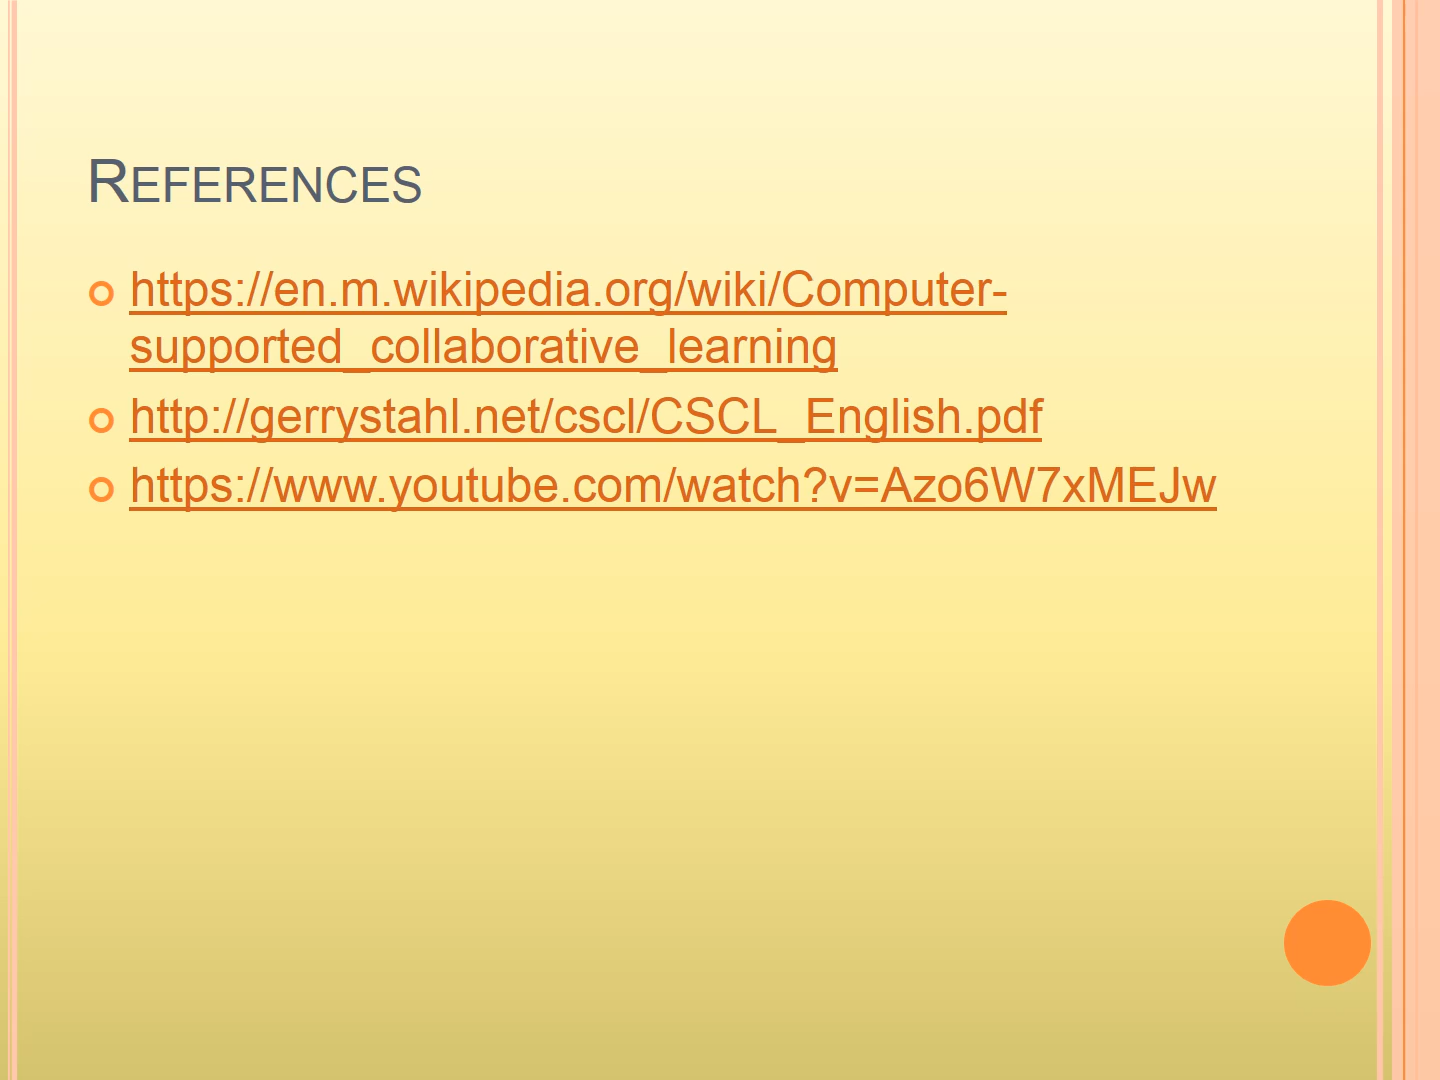 REFERENCES
https://en.m.wikipedia.org/wiki/Computer-
supported_collaborative_learning
http://gerrystahl.net/cscl/CSCL_English.pdf
https://www.youtube.com/watch?v=Azo6W7xMEJw